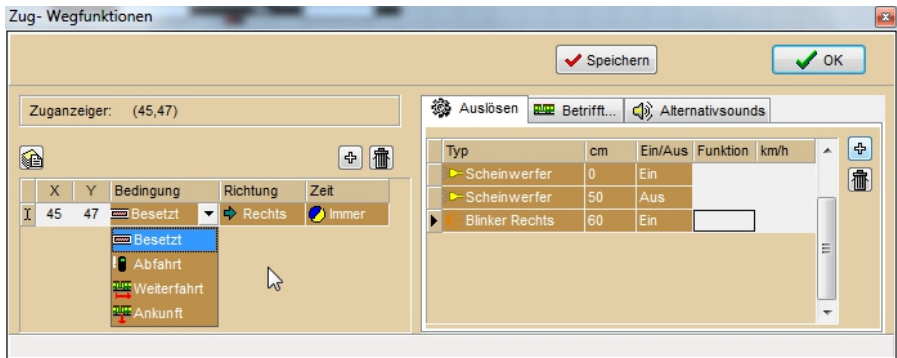 Zug- Wegfunktionen
Speichern
OK
Zuganzeiger: (45,47)
Auslösen Betrifft... Alternativsounds
X Y Bedingung Richtung Zeit
45 47 Besetzt Rechts Immer
Besetzt
Abfahrt
Weiterfahrt
Ankunft
Typ cm Ein/Aus Funktion km/h
Scheinwerfer 0 Ein
Scheinwerfer 50 Aus
Blinker Rechts 60 Ein